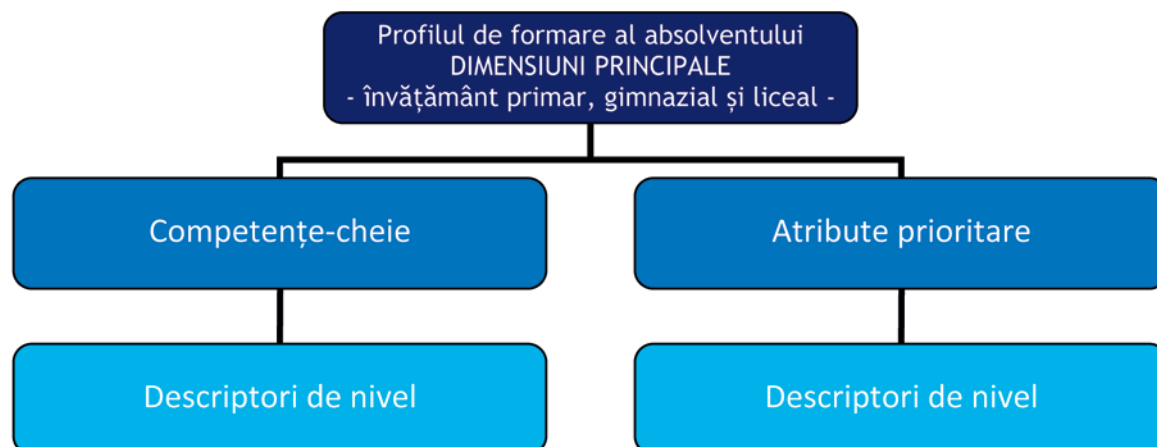 Profilul de formare al absolventului
DIMENSIUNI PRINCIPALE
- învățământ primar, gimnazial și liceal -
Competențe-cheie
Atribute prioritare
Descriptori de nivel
Descriptori de nivel